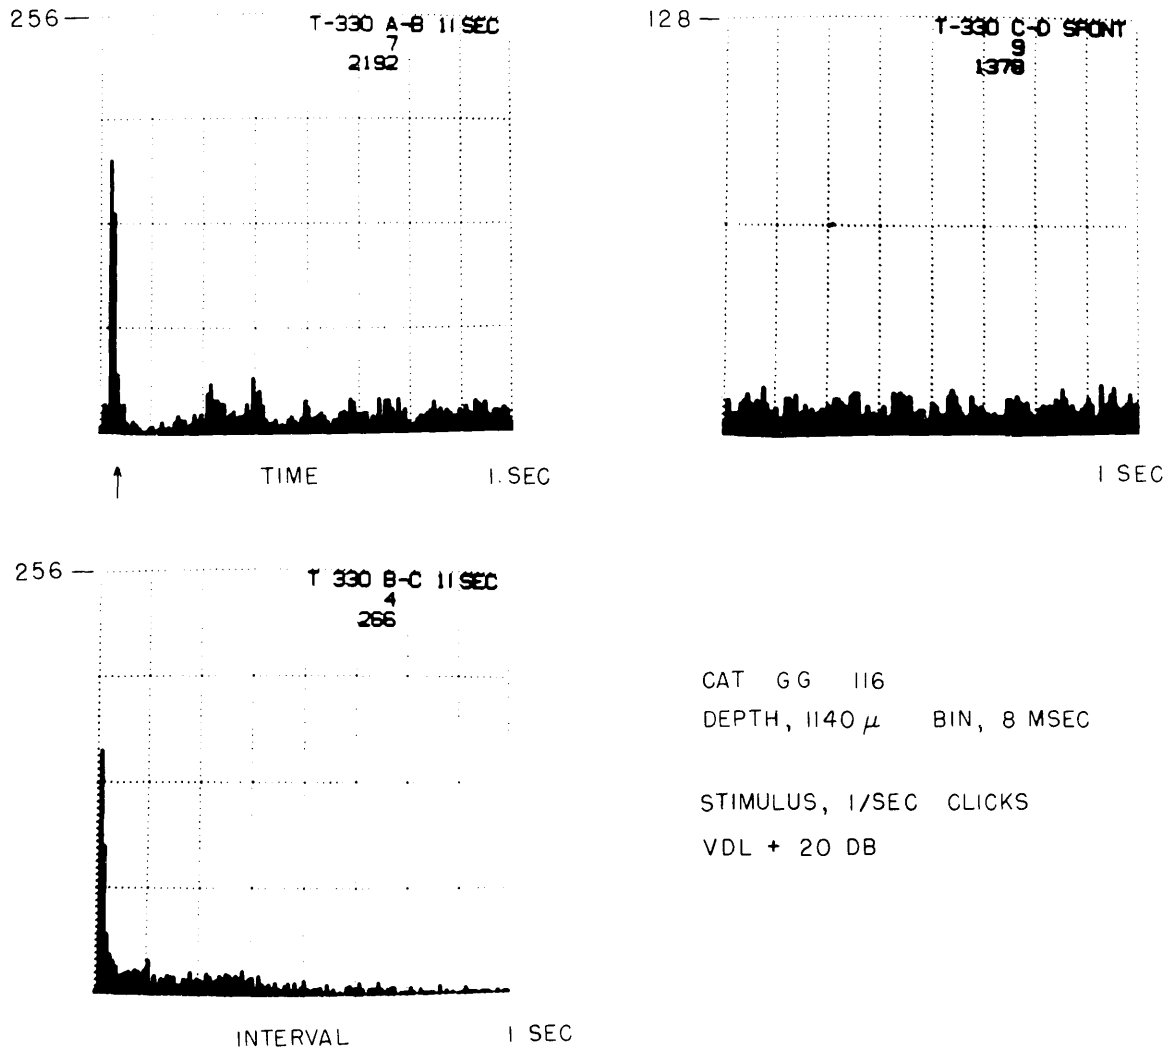 256
T-330 A-B 1/SEC
7
2192
TIME
1 SEC
128
T-330 C-D SPONT
9
1378
1 SEC
256
T 330 B-C 1/SEC
4
266
INTERVAL
1 SEC
CAT GG 116
DEPTH, 1140 μ BIN, 8 MSEC
STIMULUS, 1/SEC CLICKS
VDL + 20 DB